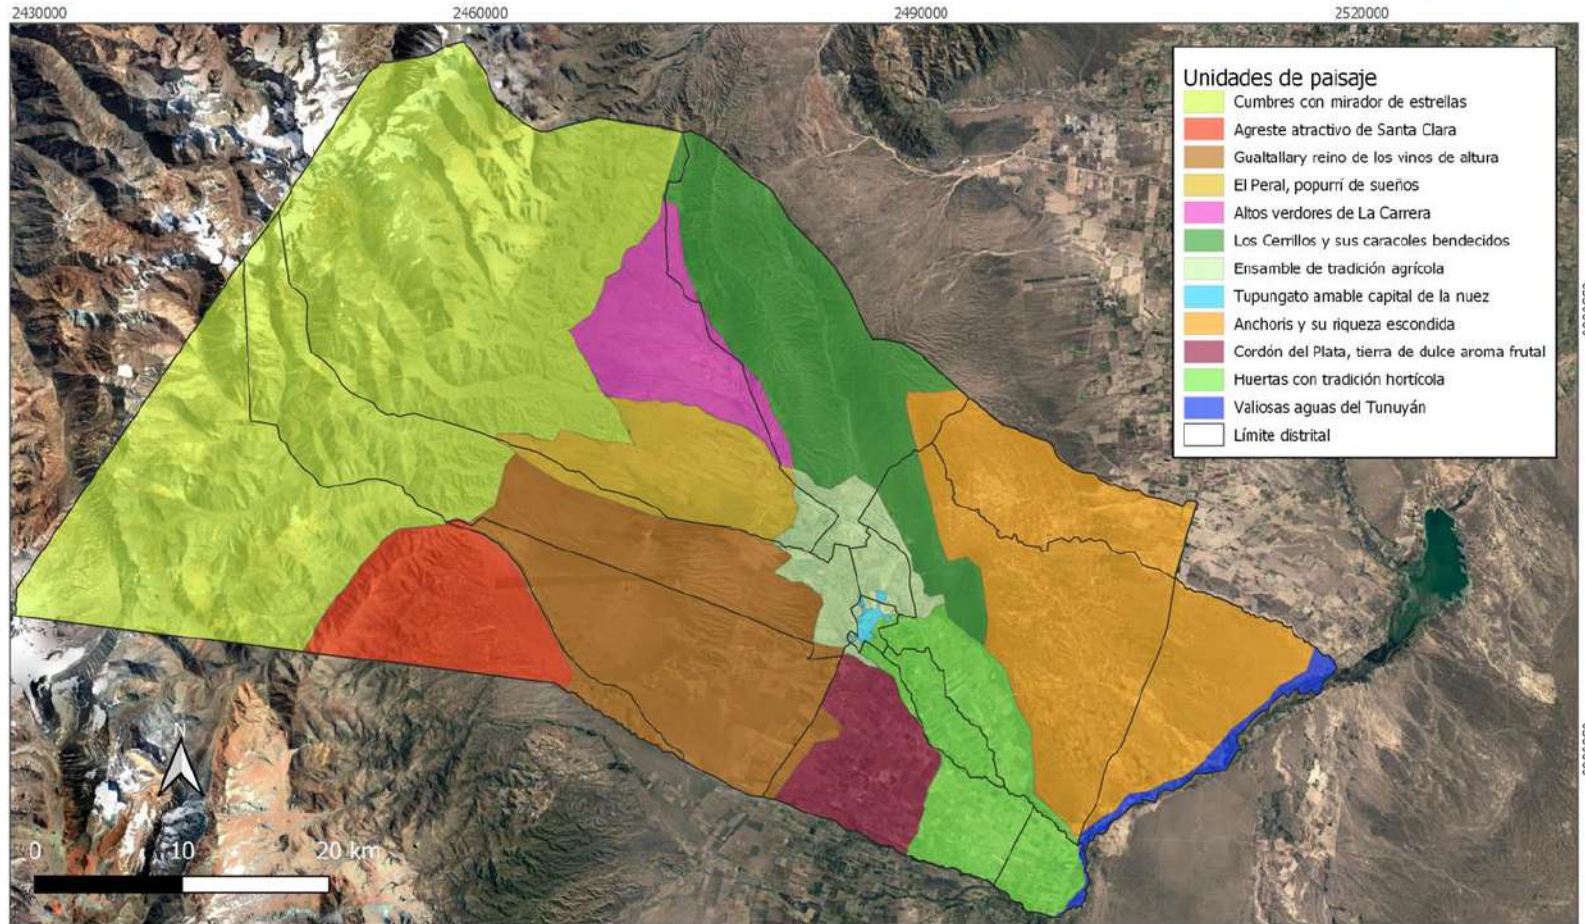 2430000
2460000
2490000
2520000
Unidades de paisaje
Cumbres con mirador de estrellas
Agreste atractivo de Santa Clara
Gualtallary reino de los vinos de altura
El Peral, popurrí de sueños
Altos verdores de La Carrera
Los Cerrillos y sus caracoles bendecidos
Ensamble de tradición agrícola
Tupungato amable capital de la nuez
Anchoris y su riqueza escondida
Cordón del Plata, tierra de dulce aroma frutal
Huertas con tradición hortícola
Valiosas aguas del Tunuyán
Límite distrital
N
0
10
20 km